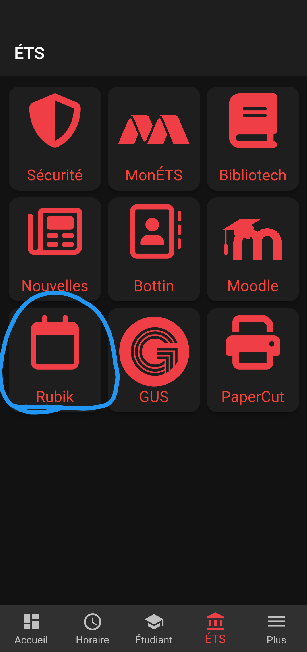 ÉTS
Sécurité
MonÉTS
Bibliotech
Nouvelles
Bottin
Moodle
Rubik
GUS
PaperCut
Accueil
Horaire
Étudiant
ÉTS
Plus